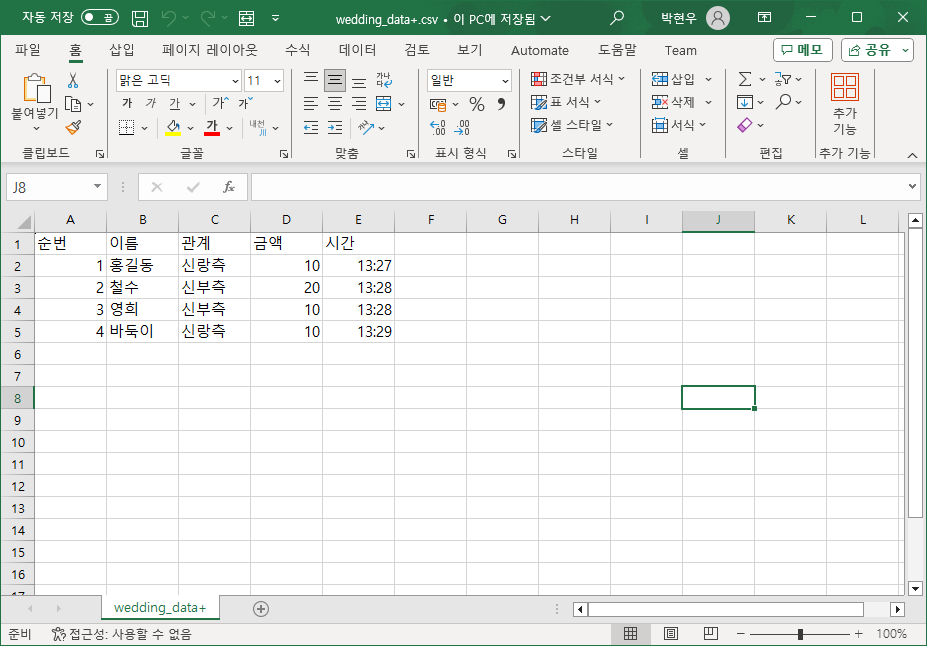 자동 저장 끔 wedding_data+.csv • 이 PC에 저장됨 박현우
파일 홈 삽입 페이지 레이아웃 수식 데이터 검토 보기 Automate 도움말 Team 메모 공유
붙여넣기 맑은 고딕 11 가 가 가 가 가 가 내천 간나다 일반 % 조건부 서식 표 서식 셀 스타일 삽입 삭제 서식 추가 기능
클립보드 글꼴 맞춤 표시 형식 스타일 셀 편집 추가 기능
J8 fx
A B C D E F G H I J K L
1 순번 이름 관계 금액 시간
2 1 홍길동 신랑측 10 13:27
3 2 철수 신부측 20 13:28
4 3 영희 신부측 10 13:28
5 4 바둑이 신랑측 10 13:29
6
7
8
9
10
11
12
13
14
15
16
17
wedding_data+
준비 접근성: 사용할 수 없음 100%